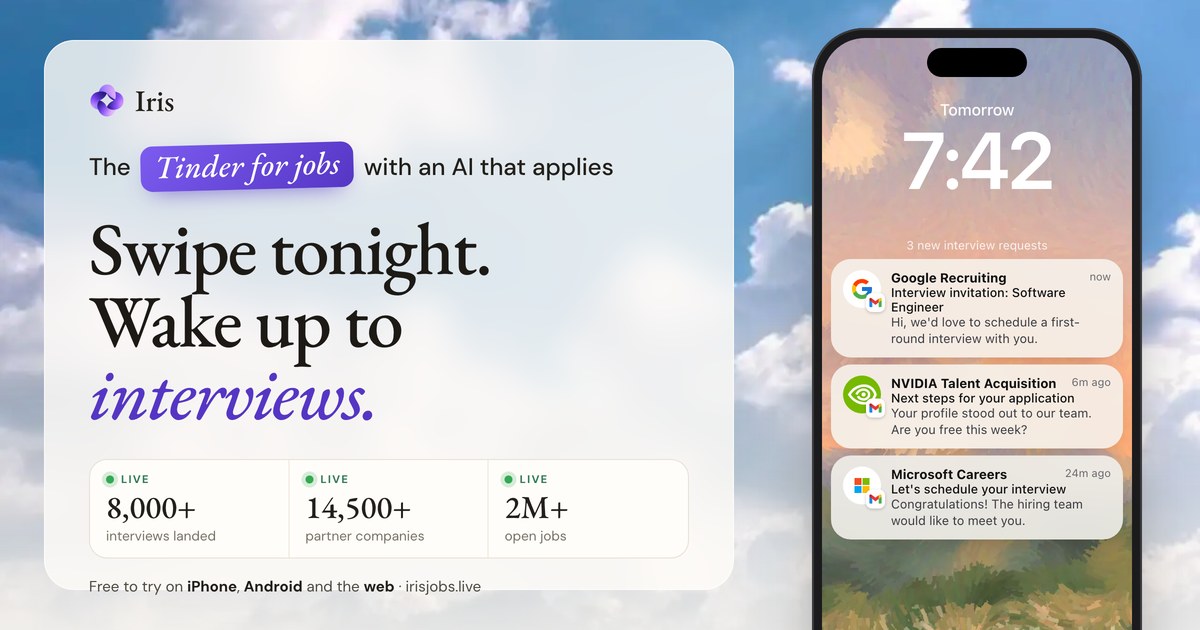 Iris
The Tinder for jobs with an AI that applies
Swipe tonight.
Wake up to
interviews.
LIVE
8,000+
interviews landed
LIVE
14,500+
partner companies
LIVE
2M+
open jobs
Free to try on iPhone, Android and the web · irisjobs.live
Tomorrow
7:42
3 new interview requests
Google Recruiting now
Interview invitation: Software
Engineer
Hi, we'd love to schedule a first-
round interview with you.
NVIDIA Talent Acquisition 6m ago
Next steps for your application
Your profile stood out to our team.
Are you free this week?
Microsoft Careers 24m ago
Let's schedule your interview
Congratulations! The hiring team
would like to meet you.